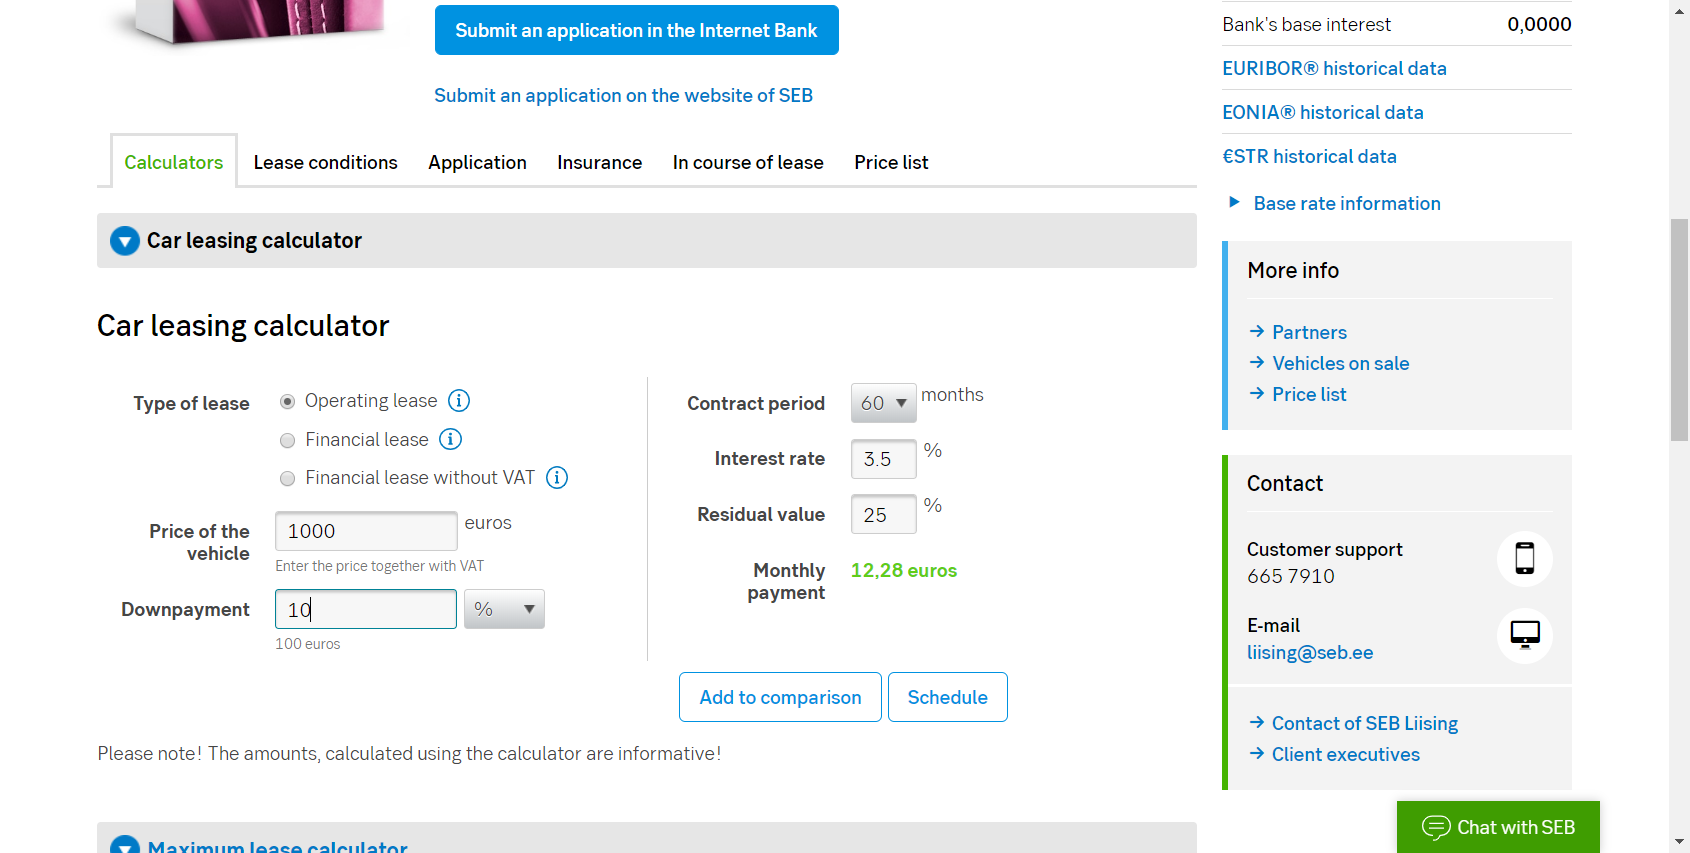 Submit an application in the Internet Bank
Submit an application on the website of SEB
Calculators
Lease conditions
Application
Insurance
In course of lease
Price list
Car leasing calculator
Car leasing calculator
Type of lease
Operating lease
Financial lease
Financial lease without VAT
Price of the
vehicle
1000
euros
Enter the price together with VAT
Downpayment
10
%
100 euros
Contract period
60
months
Interest rate
3.5
%
Residual value
25
%
Monthly
payment
12,28 euros
Add to comparison
Schedule
Please note! The amounts, calculated using the calculator are informative!
Maximum lease calculator
Bank's base interest
0,0000
EURIBOR® historical data
EONIA® historical data
€STR historical data
Base rate information
More info
Partners
Vehicles on sale
Price list
Contact
Customer support
665 7910
E-mail
liising@seb.ee
Contact of SEB Liising
Client executives
Chat with SEB